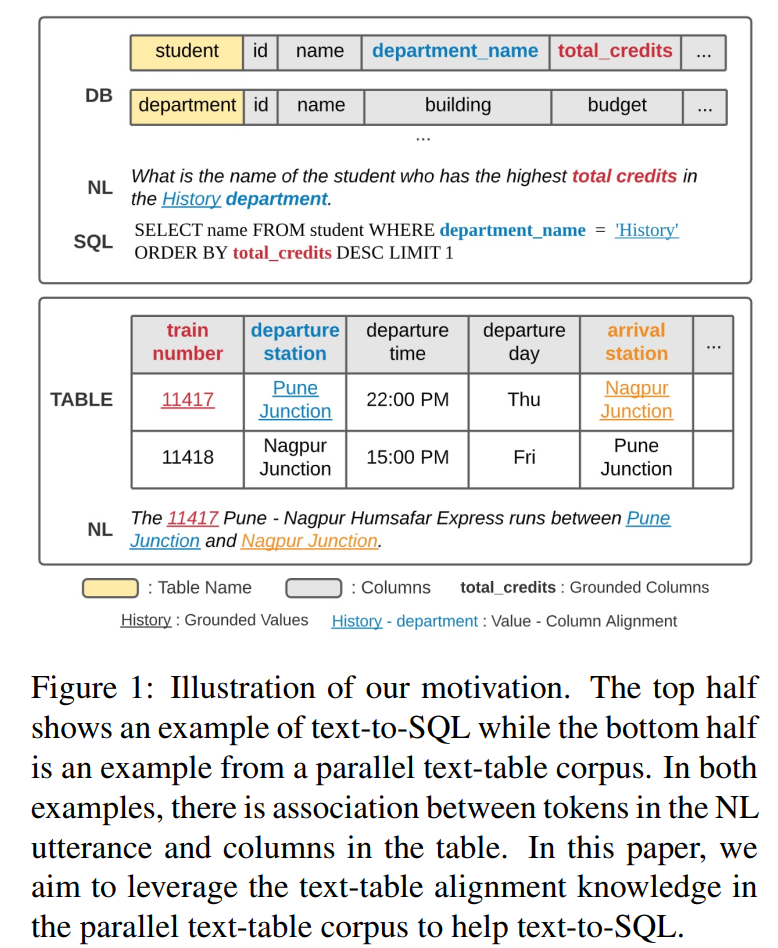 student id name department_name total_credits ...
DB
department id name building budget ...
...
NL
What is the name of the student who has the highest total credits in
the History department.
SQL
SELECT name FROM student WHERE department_name = 'History'
ORDER BY total_credits DESC LIMIT 1
TABLE
train departure departure departure arrival ...
number station time day station
11417 Pune 22:00 PM Thu Nagpur
Junction Junction
11418 Nagpur 15:00 PM Fri Pune
Junction Junction
NL
The 11417 Pune - Nagpur Humsafar Express runs between Pune
Junction and Nagpur Junction.
: Table Name : Columns total_credits : Grounded Columns
History : Grounded Values History - department : Value - Column Alignment
Figure 1: Illustration of our motivation. The top half
shows an example of text-to-SQL while the bottom half
is an example from a parallel text-table corpus. In both
examples, there is association between tokens in the NL
utterance and columns in the table. In this paper, we
aim to leverage the text-table alignment knowledge in
the parallel text-table corpus to help text-to-SQL.